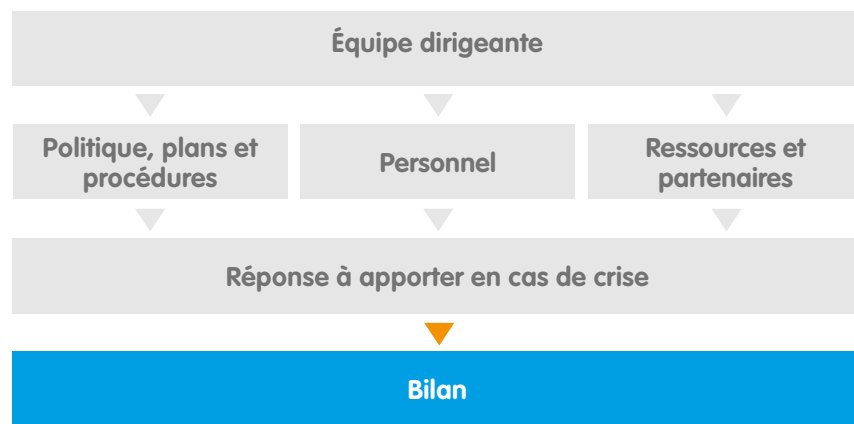 Équipe dirigeante
Politique, plans et
procédures
Personnel
Ressources et
partenaires
Réponse à apporter en cas de crise
Bilan